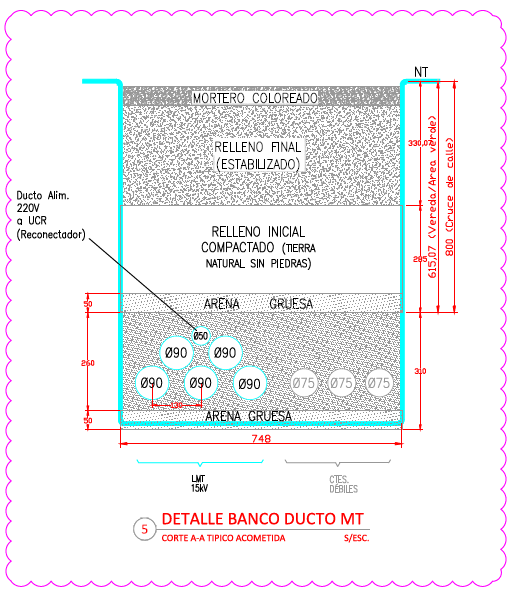 NT
MORTERO COLOREADO
330,07
RELLENO FINAL
(ESTABILIZADO)
615,07 (Vereda/Area verde)
800 (Cruce de calle)
Ducto Alim.
220V
a UCR
(Reconectador)
RELLENO INICIAL
COMPACTADO (TIERRA
NATURAL SIN PIEDRAS)
285
50
ARENA GRUESA
Ø50
Ø90 Ø90
260
310
Ø90 Ø90 Ø90 Ø75 Ø75 Ø75
130
50
ARENA GRUESA
748
LMT
15kV
CTES.
DÉBILES
5
DETALLE BANCO DUCTO MT
CORTE A-A TIPICO ACOMETIDA S/ESC.